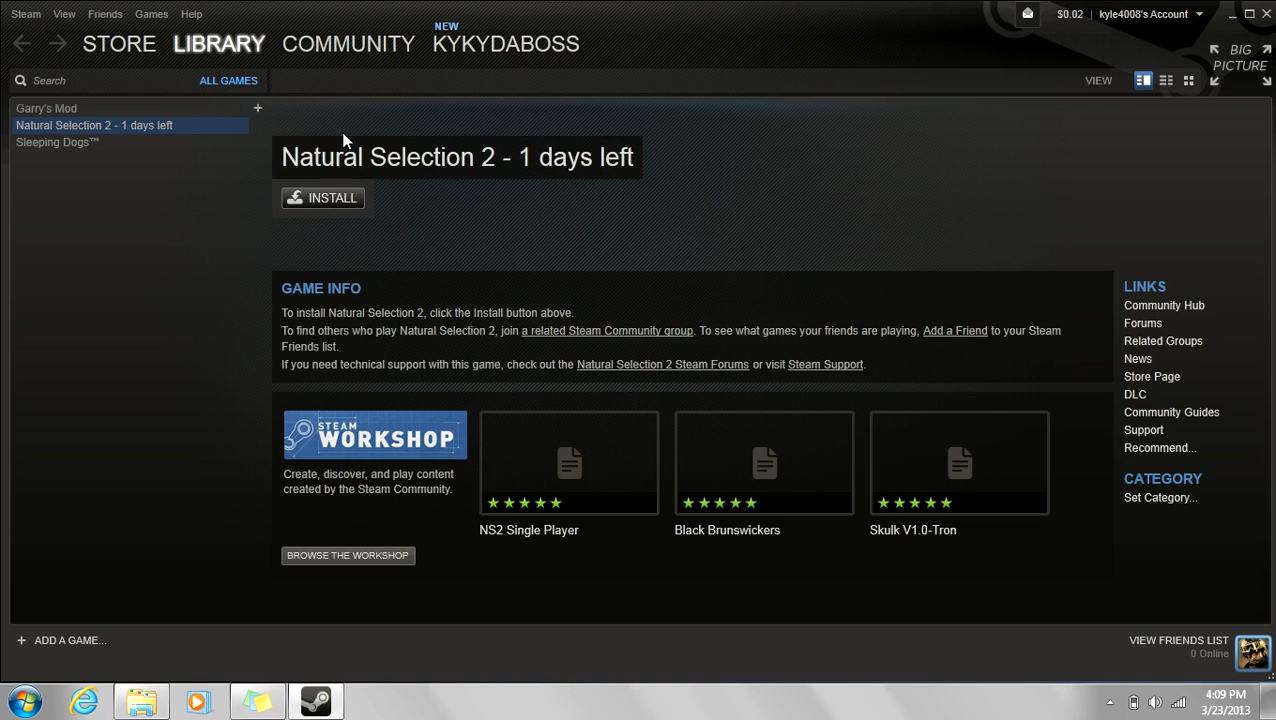 Steam View Friends Games Help
$0.02 kyle4008's Account
NEW
STORE LIBRARY COMMUNITY KYKYDABOSS
BIG
PICTURE
Search ALL GAMES VIEW
Garry's Mod +
Natural Selection 2 - 1 days left
Sleeping Dogs™
Natural Selection 2 - 1 days left
INSTALL
GAME INFO
To install Natural Selection 2, click the Install button above.
To find others who play Natural Selection 2, join a related Steam Community group. To see what games your friends are playing, Add a Friend to your Steam
Friends list.
If you need technical support with this game, check out the Natural Selection 2 Steam Forums or visit Steam Support.
LINKS
Community Hub
Forums
Related Groups
News
Store Page
DLC
Community Guides
Support
Recommend...
CATEGORY
Set Category...
STEAM
WORKSHOP
Create, discover, and play content
created by the Steam Community.
BROWSE THE WORKSHOP
NS2 Single Player
Black Brunswickers
Skulk V1.0-Tron
+ ADD A GAME...
VIEW FRIENDS LIST
0 Online
4:09 PM
3/23/2013